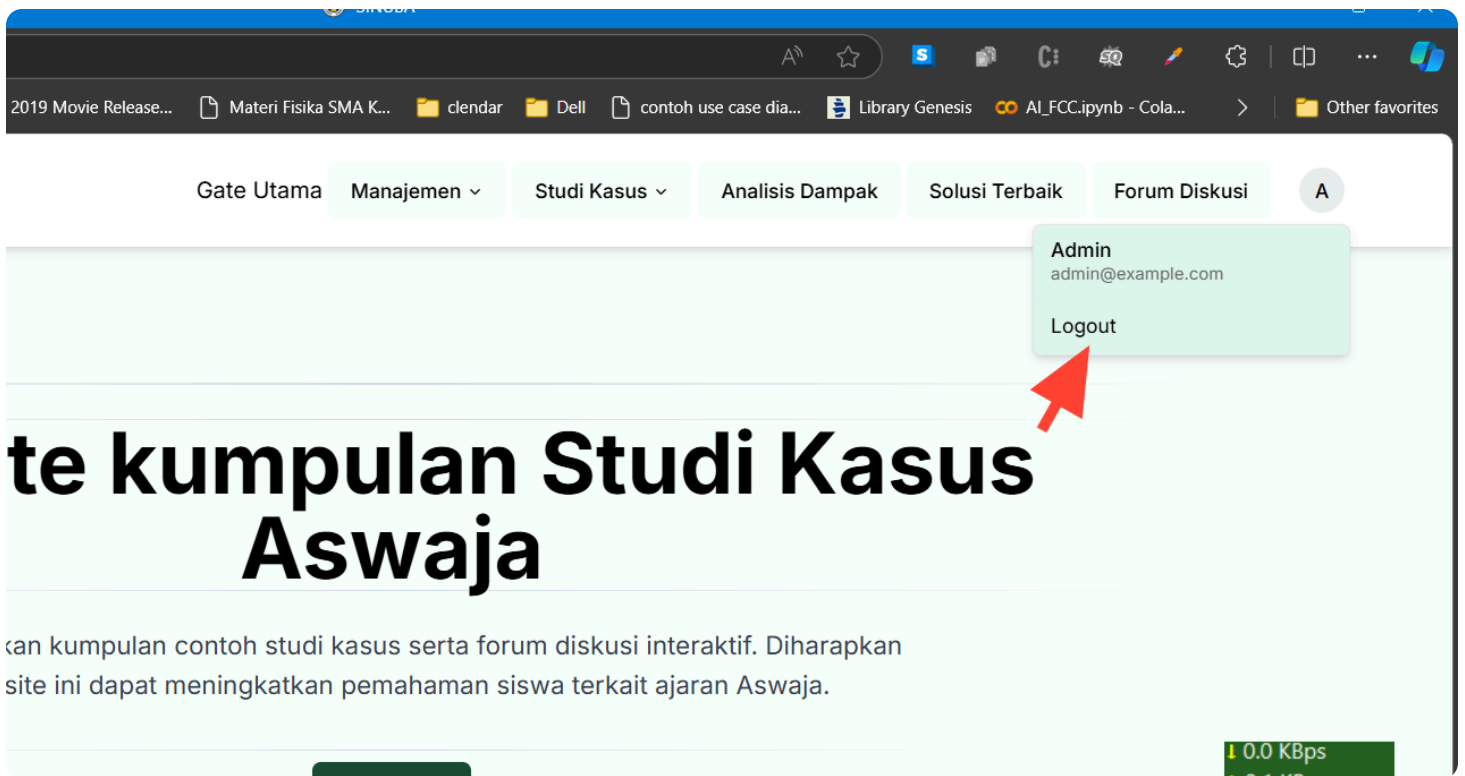 SINUBA
2019 Movie Release... Materi Fisika SMA K... clendar Dell contoh use case dia... Library Genesis AI_FCC.ipynb - Cola... Other favorites
Gate Utama Manajemen Studi Kasus Analisis Dampak Solusi Terbaik Forum Diskusi A
Admin
admin@example.com
Logout
te kumpulan Studi Kasus
Aswaja
kan kumpulan contoh studi kasus serta forum diskusi interaktif. Diharapkan
site ini dapat meningkatkan pemahaman siswa terkait ajaran Aswaja.
0.0 KBps